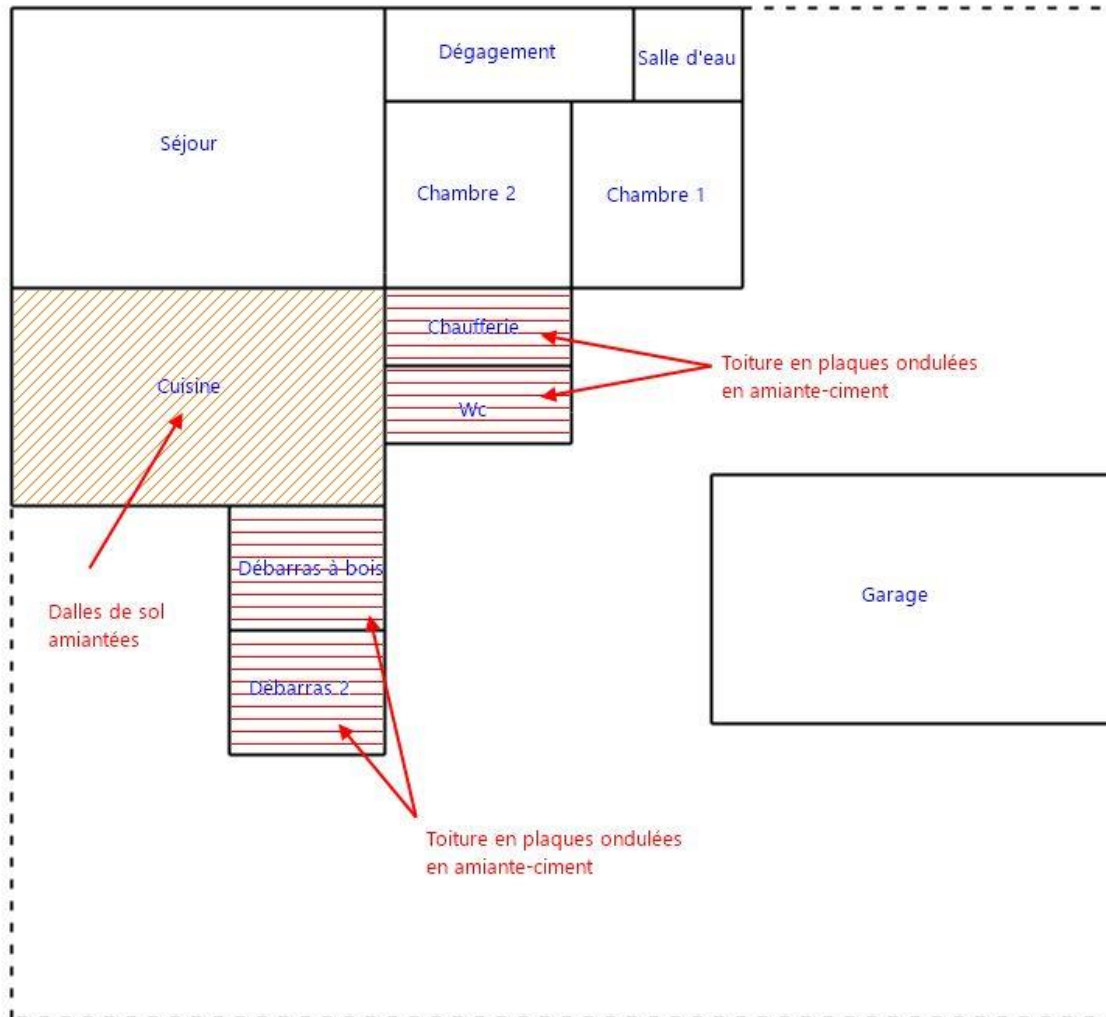 Dégagement
Salle d'eau
Séjour
Chambre 2
Chambre 1
Chaufferie
Toiture en plaques ondulées
en amiante-ciment
Cuisine
Wc
Débarras à bois
Garage
Dalles de sol
amiantées
Débarras 2
Toiture en plaques ondulées
en amiante-ciment